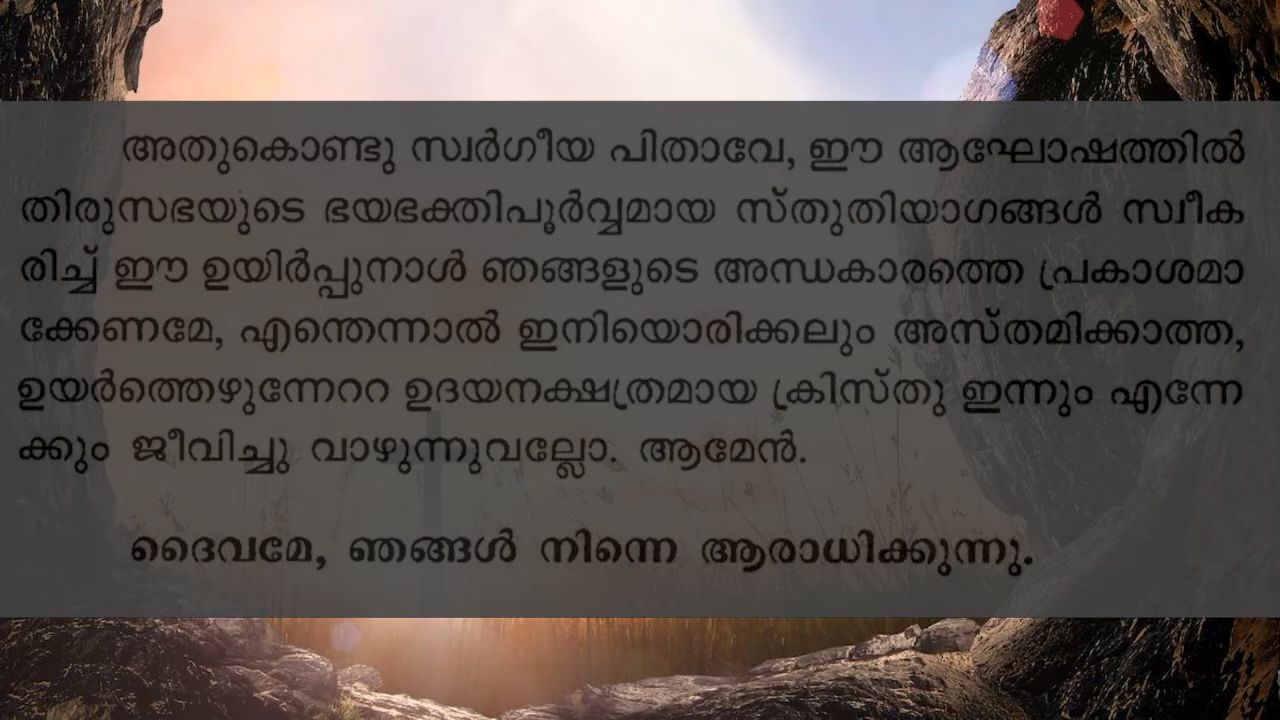 അതുകൊണ്ടു സ്വർഗീയ പിതാവേ, ഈ ആഘോഷത്തിൽ
തിരുസഭയുടെ ഭയഭക്തിപൂർവ്വമായ സ്തുതിയാഗങ്ങൾ സ്വീക
രിച്ച് ഈ ഉയിർപ്പുനാൾ ഞങ്ങളുടെ അന്ധകാരത്തെ പ്രകാശമാ
ക്കേണമേ, എന്തെന്നാൽ ഇനിയൊരിക്കലും അസ്തമിക്കാത്ത,
ഉയർത്തെഴുന്നേററ ഉദയനക്ഷത്രമായ ക്രിസ്തു ഇന്നും എന്നേ
ക്കും ജീവിച്ചു വാഴുന്നുവല്ലോ. ആമേൻ.
ദൈവമേ, ഞങ്ങൾ നിന്നെ ആരാധിക്കുന്നു.